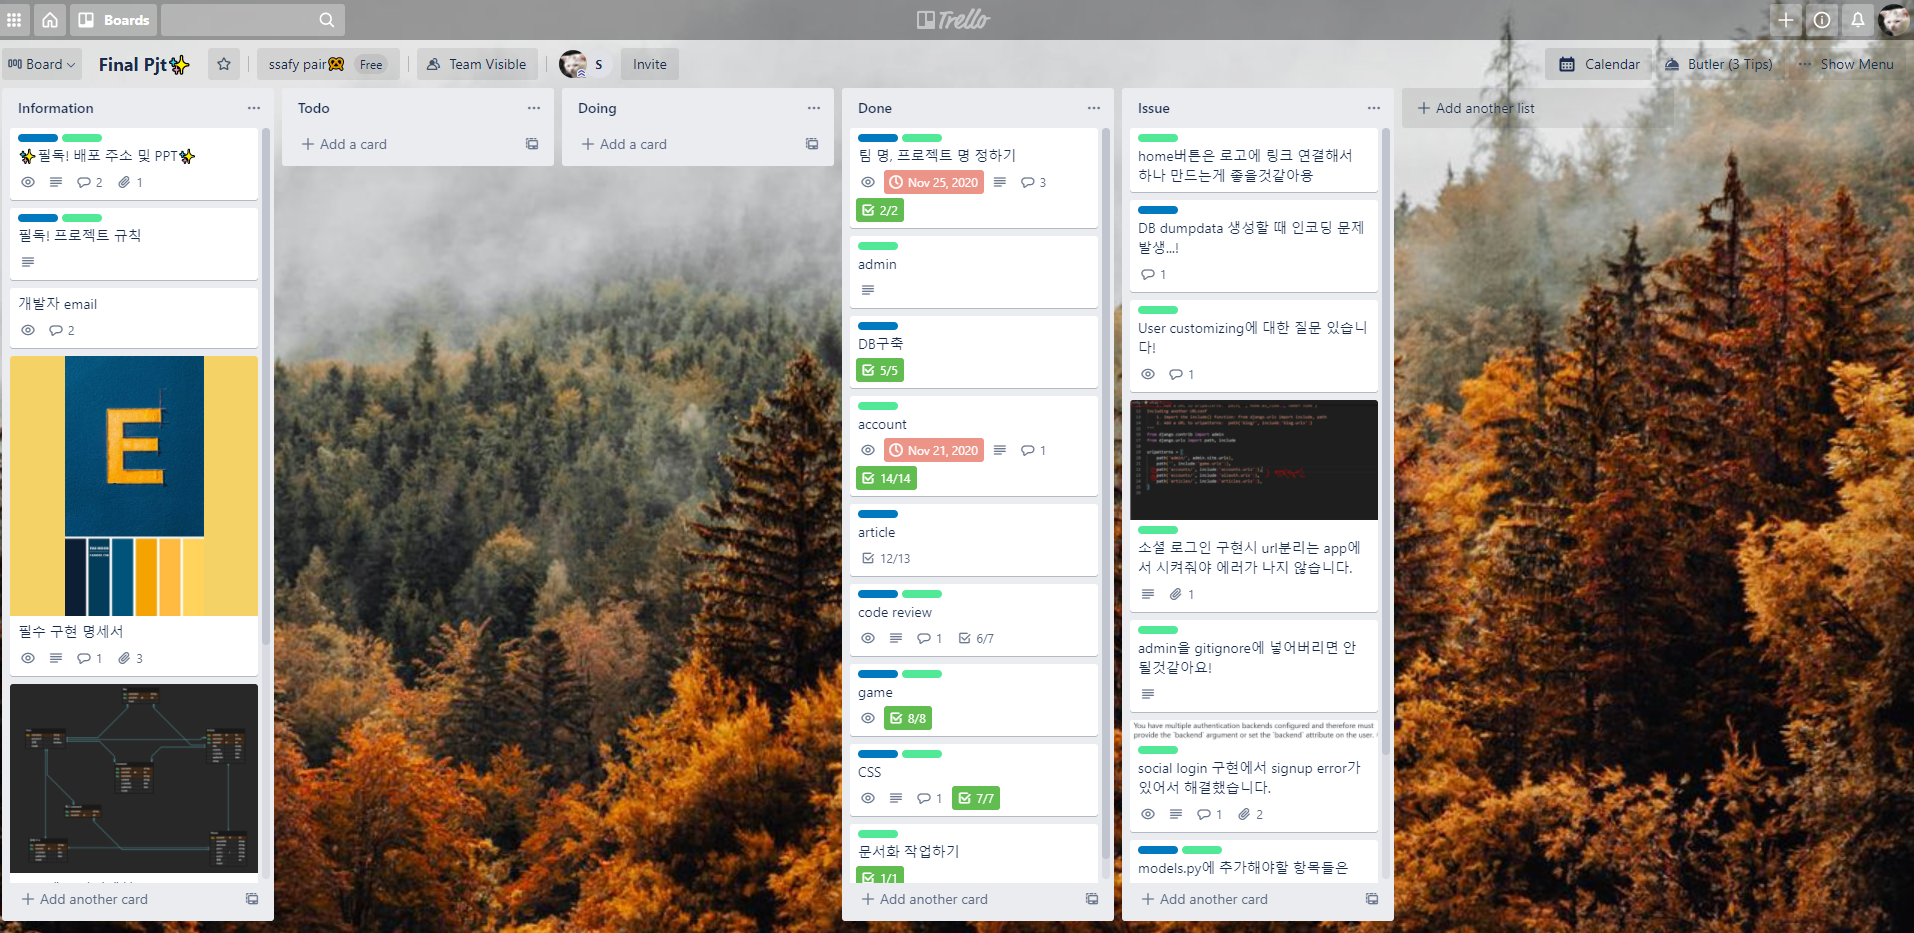 Boards
Trello
Board
Final Pjt✨
ssafy pair🐯 Free
Team Visible
S
Invite
Calendar
Butler (3 Tips)
Show Menu
Information
✨필독! 배포 주소 및 PPT✨
2 1
필독! 프로젝트 규칙
개발자 email
2
E
필수 구현 명세서
1 3
Add another card
Todo
Add a card
Doing
Add a card
Done
팀 명, 프로젝트 명 정하기
Nov 25, 2020 3
2/2
admin
DB구축
5/5
account
Nov 21, 2020 1
14/14
article
12/13
code review
1 6/7
game
8/8
CSS
1 7/7
문서화 작업하기
1/1
Add another card
Issue
home버튼은 로고에 링크 연결해서
하나 만드는게 좋을것같아용
DB dumpdata 생성할 때 인코딩 문제
발생...!
1
User customizing에 대한 질문 있습니
다!
1
from django.contrib import admin
from django.urls import path, include
urlpatterns = [
소셜 로그인 구현시 url분리는 app에
서 시켜줘야 에러가 나지 않습니다.
1
admin을 gitignore에 넣어버리면 안
될것같아요!
You have multiple authentication backends configured and therefore must
provide the `backend` argument or set the `backend` attribute on the user.
social login 구현에서 signup error가
있어서 해결했습니다.
1 2
models.py에 추가해야할 항목들은
Add another card
Add another list